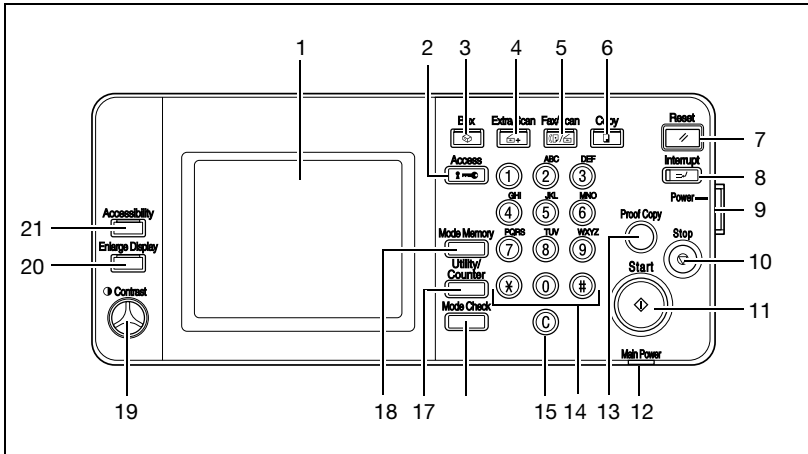 1 2 3 4 5 6
Box Extra Scan Fax/Scan Copy Reset
7
Access ABC DEF Interrupt
1 2 3 8
GHI JKL MNO Power
4 5 6 9
Accessibility Mode Memory PQRS TUV WXYZ Proof Copy Stop
21 7 8 9 10
Enlarge Display Utility/
Counter Start
20 0 # 11
Contrast Mode Check
C Main Power
19 18 17 15 14 13 12